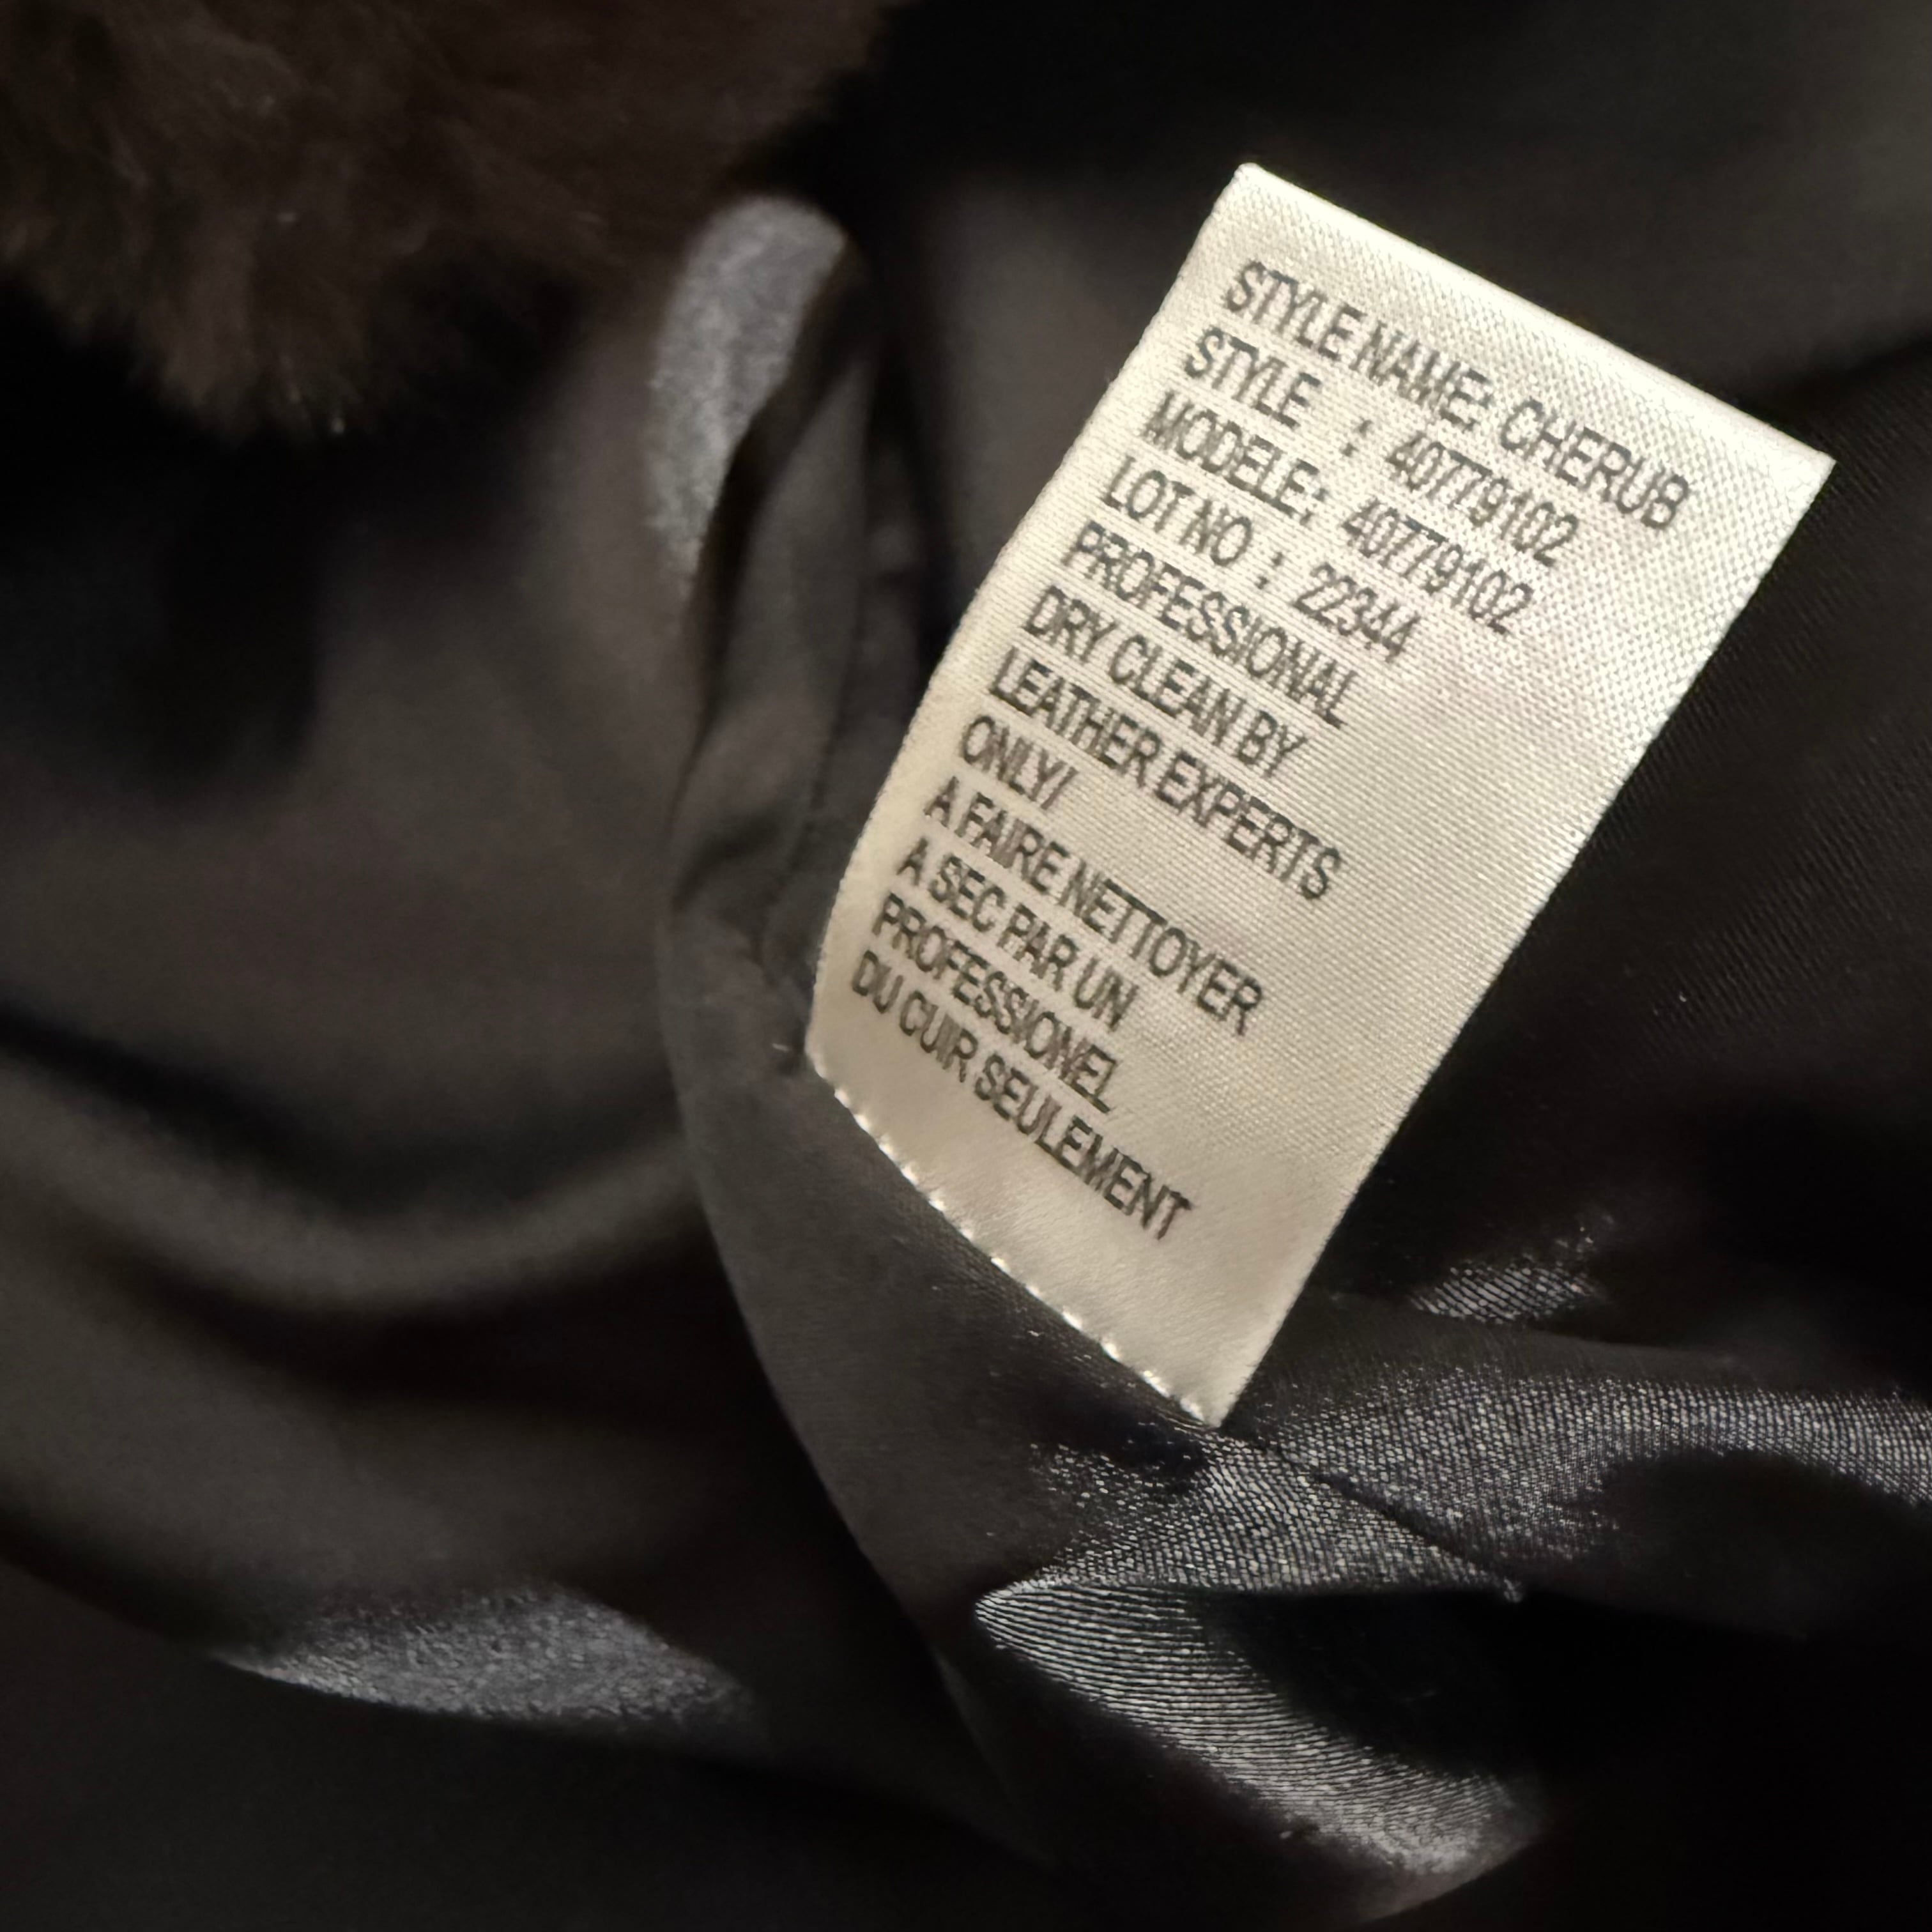 STYLE NAME: CHERUB
STYLE : 40779102
MODELE: 40779102
LOT NO : 22344
PROFESSIONAL
DRY CLEAN BY
LEATHER EXPERTS
ONLY/
A FAIRE NETTOYER
A SEC PAR UN
PROFESSIONEL
DU CUIR SEULEMENT